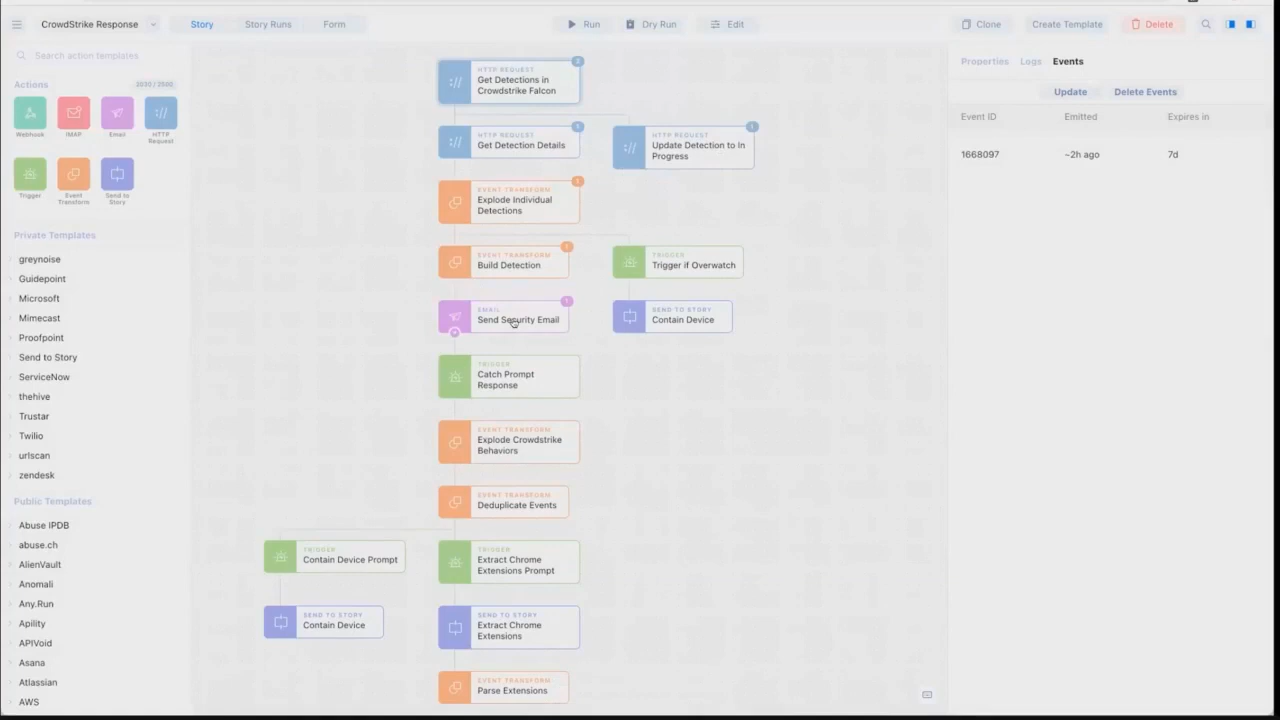 CrowdStrike Response
Story
Story Runs
Form
Run
Dry Run
Edit
Clone
Create Template
Delete
Search action templates
Actions
2030 / 2500
Webhook
IMAP
Email
HTTP
Request
Trigger
Event
Transform
Send to
Story
Private Templates
greynoise
Guidepoint
Microsoft
Mimecast
Proofpoint
Send to Story
ServiceNow
thehive
Trustar
Twilio
urlscan
zendesk
Public Templates
Abuse IPDB
abuse.ch
AlienVault
Anomali
Any.Run
Apility
APIVoid
Asana
Atlassian
AWS
2
HTTP REQUEST
Get Detections in
Crowdstrike Falcon
1
HTTP REQUEST
Get Detection Details
1
HTTP REQUEST
Update Detection to In
Progress
1
EVENT TRANSFORM
Explode Individual
Detections
1
EVENT TRANSFORM
Build Detection
TRIGGER
Trigger if Overwatch
1
EMAIL
Send Security Email
SEND TO STORY
Contain Device
TRIGGER
Catch Prompt
Response
EVENT TRANSFORM
Explode Crowdstrike
Behaviors
EVENT TRANSFORM
Deduplicate Events
TRIGGER
Contain Device Prompt
TRIGGER
Extract Chrome
Extensions Prompt
SEND TO STORY
Contain Device
SEND TO STORY
Extract Chrome
Extensions
EVENT TRANSFORM
Parse Extensions
Properties
Logs
Events
Update
Delete Events
Event ID
Emitted
Expires in
1668097
~2h ago
7d